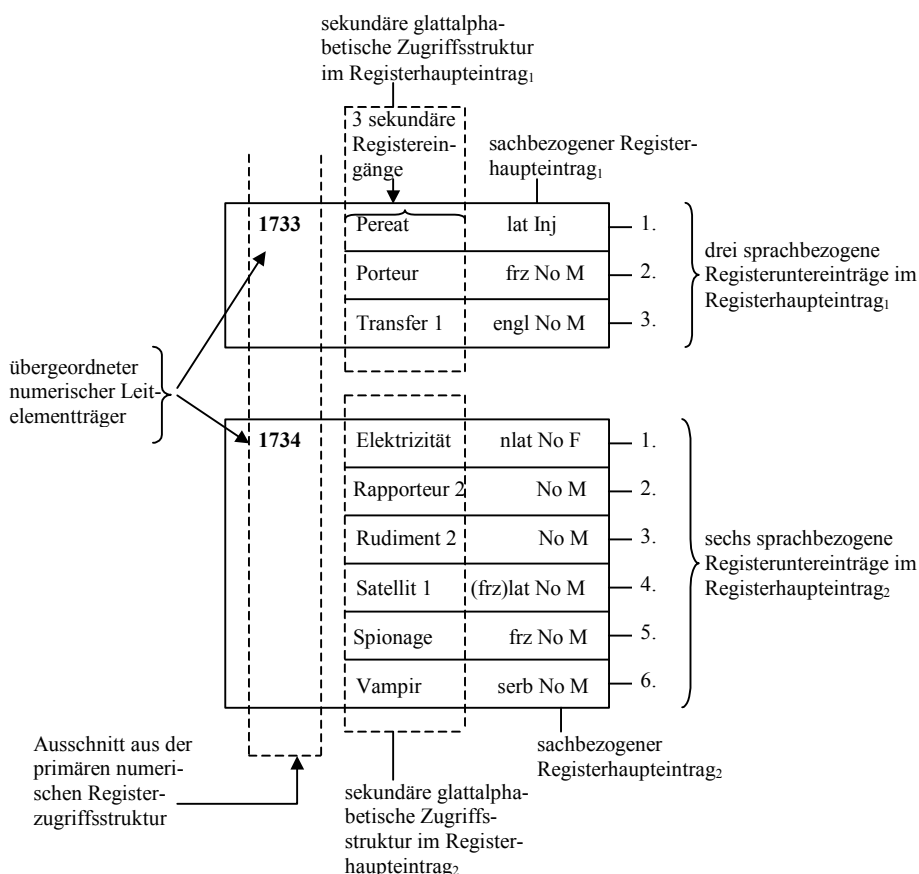 sekundäre glattalpha-
betische Zugriffsstruktur
im Registerhaupteintrag₁
3 sekundäre
Registerein-
gänge
sachbezogener Register-
haupteintrag₁
1733 Pereat lat Inj 1.
Porteur frz No M 2.
Transfer 1 engl No M 3.
drei sprachbezogene
Registeruntereinträge im
Registerhaupteintrag₁
übergeordneter
numerischer Leit-
elementträger
1734 Elektrizität nlat No F 1.
Rapporteur 2 No M 2.
Rudiment 2 No M 3.
Satellit 1 (frz)lat No M 4.
Spionage frz No M 5.
Vampir serb No M 6.
sechs sprachbezogene
Registeruntereinträge im
Registerhaupteintrag₂
Ausschnitt aus der
primären numeri-
schen Register-
zugriffsstruktur
sekundäre glattalpha-
betische Zugriffs-
struktur im Register-
haupteintrag₂
sachbezogener
Registerhaupteintrag₂